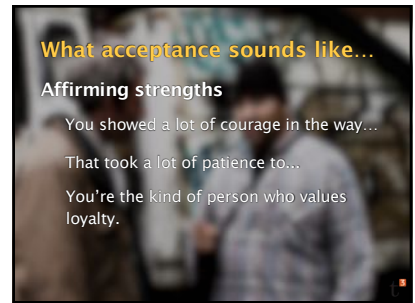 What acceptance sounds like…
Affirming strengths
You showed a lot of courage in the way…
That took a lot of patience to…
You're the kind of person who values
loyalty.
t3